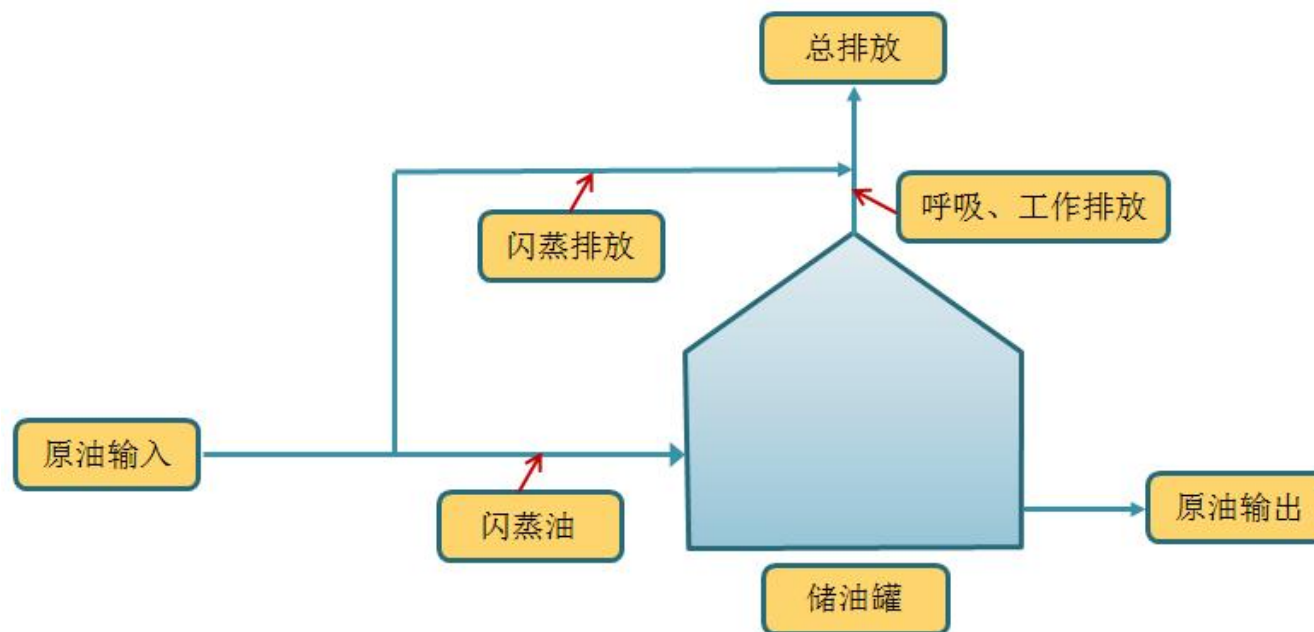 总排放
呼吸、工作排放
闪蒸排放
原油输入
闪蒸油
原油输出
储油罐